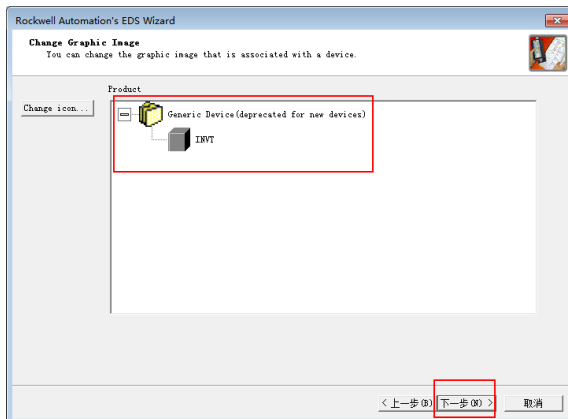 Rockwell Automation's EDS Wizard
Change Graphic Image
You can change the graphic image that is associated with a device.
Product
Change icon...
Generic Device(deprecated for new devices)
INVT
< 上一步(B)
下一步(N) >
取消